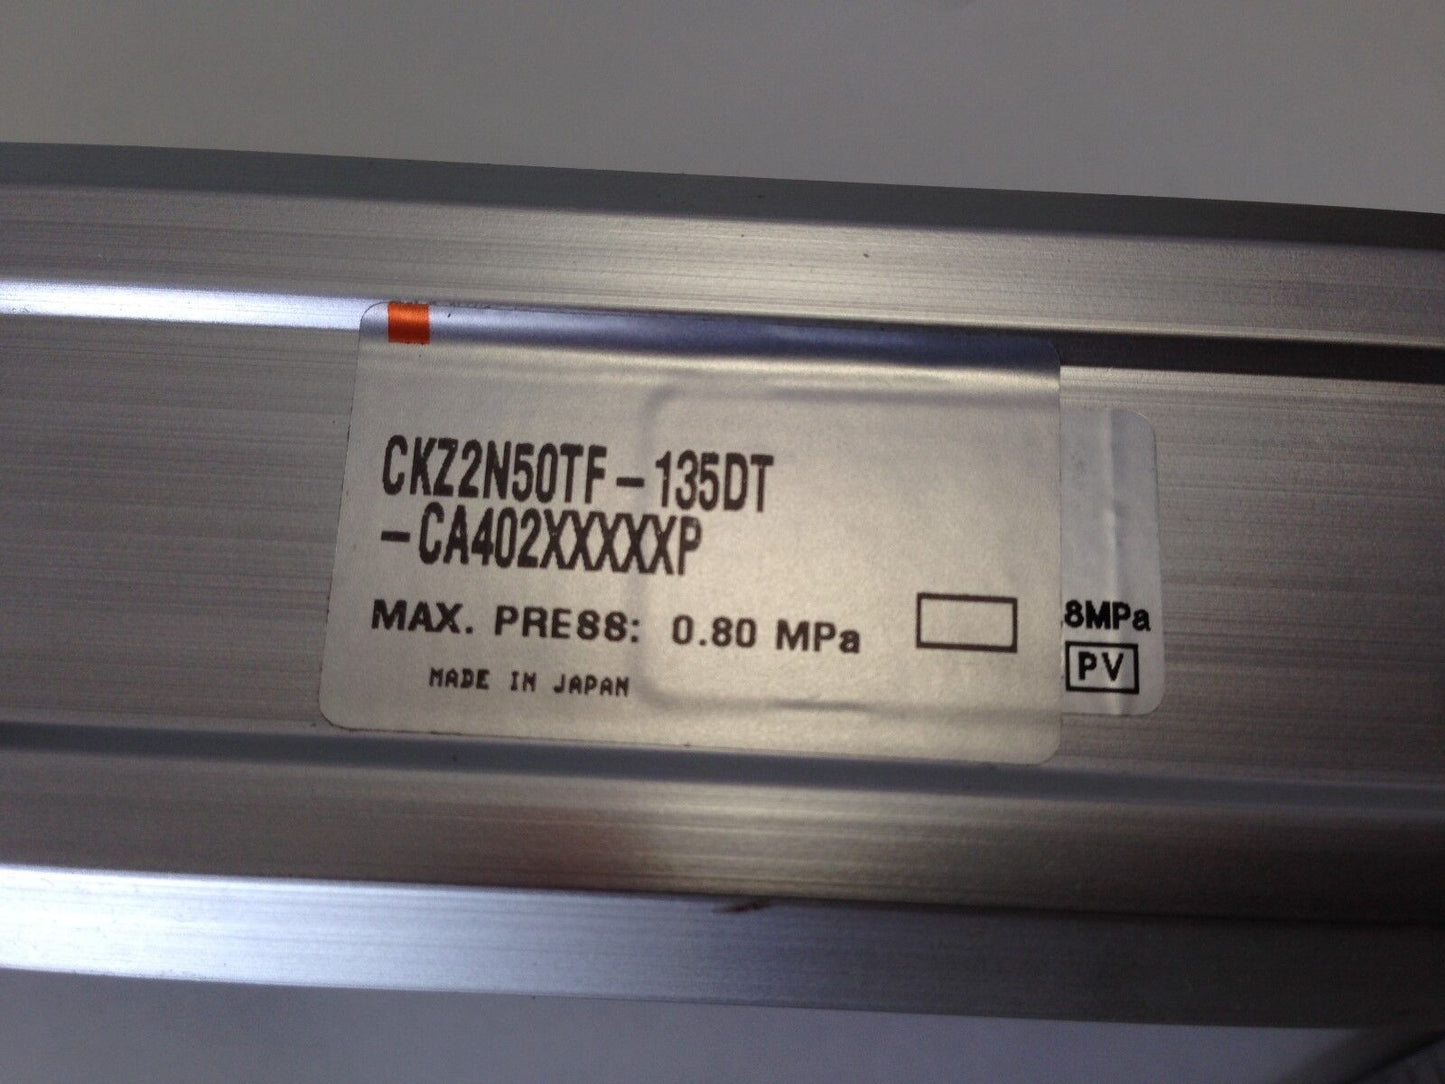 CKZ2N50TF-135DT
-CA402XXXXXP
MAX. PRESS: 0.80 MPa
MADE IN JAPAN
.8MPa
PV